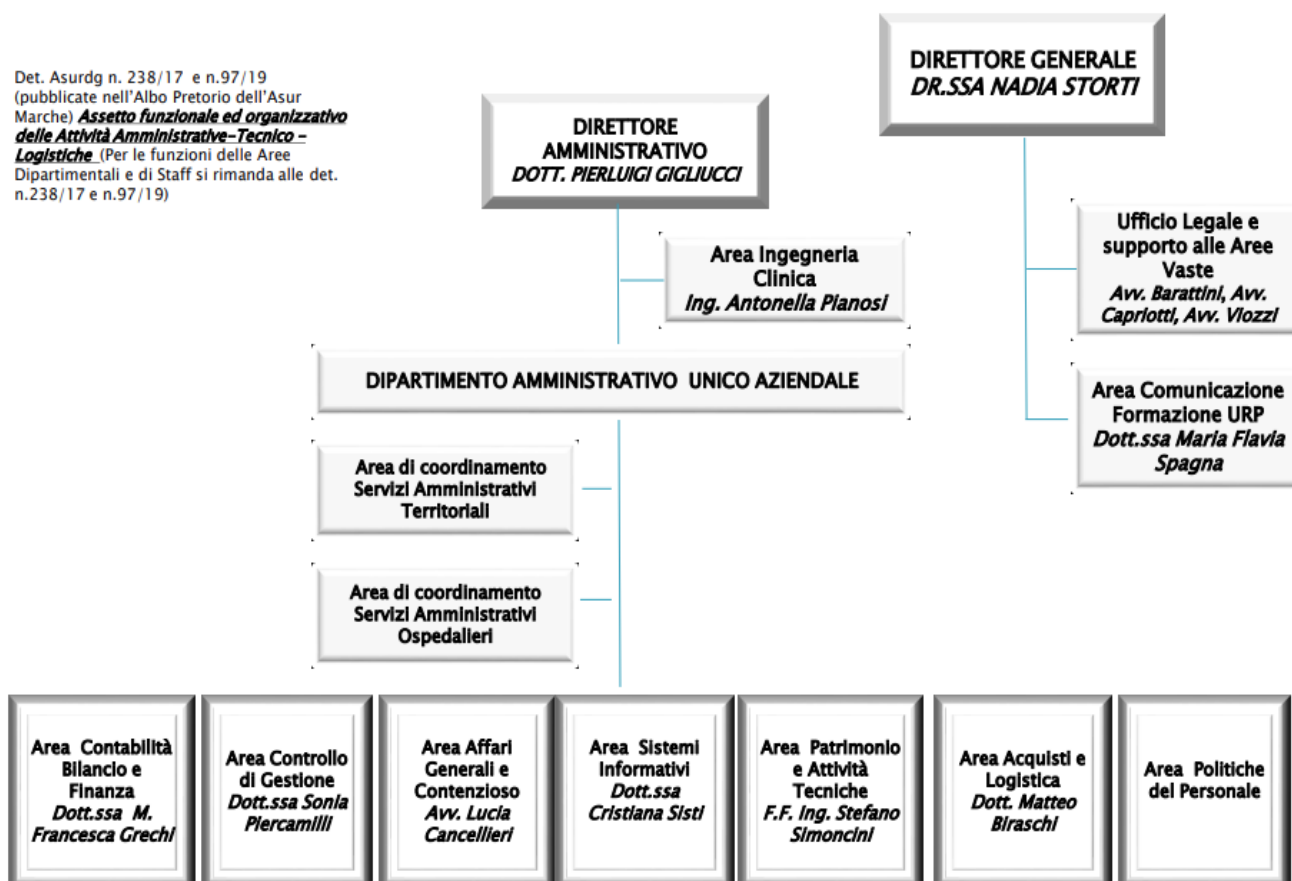 Det. Asurdg n. 238/17 e n.97/19
(pubblicate nell'Albo Pretorio dell'Asur
Marche) Assetto funzionale ed organizzativo
delle Attività Amministrative-Tecnico -
Logistiche (Per le funzioni delle Aree
Dipartimentali e di Staff si rimanda alle det.
n.238/17 e n.97/19)
DIRETTORE GENERALE
DR.SSA NADIA STORTI
DIRETTORE
AMMINISTRATIVO
DOTT. PIERLUIGI GIGLIUCCI
Ufficio Legale e
supporto alle Aree
Vaste
Avv. Barattini, Avv.
Capriotti, Avv. Viozzi
Area Ingegneria
Clinica
Ing. Antonella Pianosi
DIPARTIMENTO AMMINISTRATIVO UNICO AZIENDALE
Area Comunicazione
Formazione URP
Dott.ssa Maria Flavia
Spagna
Area di coordinamento
Servizi Amministrativi
Territoriali
Area di coordinamento
Servizi Amministrativi
Ospedalieri
Area Contabilità
Bilancio e
Finanza
Dott.ssa M.
Francesca Grechi
Area Controllo
di Gestione
Dott.ssa Sonia
Piercamilli
Area Affari
Generali e
Contenzioso
Avv. Lucia
Cancellieri
Area Sistemi
Informativi
Dott.ssa
Cristiana Sisti
Area Patrimonio
e Attività
Tecniche
F.F. Ing. Stefano
Simoncini
Area Acquisti e
Logistica
Dott. Matteo
Biraschi
Area Politiche
del Personale